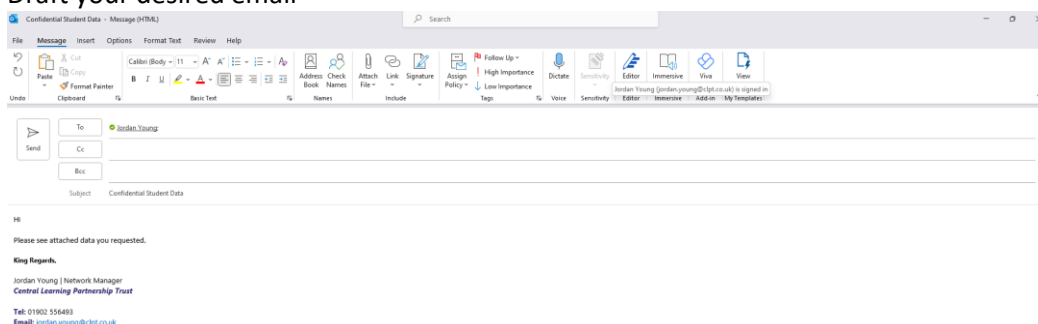 Draft your desired email
Confidential Student Data - Message (HTML)
Search
File Message Insert Options Format Text Review Help
Cut
Copy
Format Painter
Paste
Calibri (Body 11
B I U
Address Book
Check Names
Attach File
Link
Signature
Assign Policy
Follow Up
High Importance
Low Importance
Dictate
Sensitivity
Editor
Immersive
Viva
View
Jordan Young (jordan.young@clpt.co.uk) is signed in
Undo Clipboard Basic Text Names Include Tags Voice Sensitivity Editor Immersive Add-in My Templates
Send
To Jordan Young;
Cc
Bcc
Subject Confidential Student Data
Hi
Please see attached data you requested.
King Regards,
Jordan Young | Network Manager
Central Learning Partnership Trust
Tel: 01902 556493
Email: jordan.young@clpt.co.uk